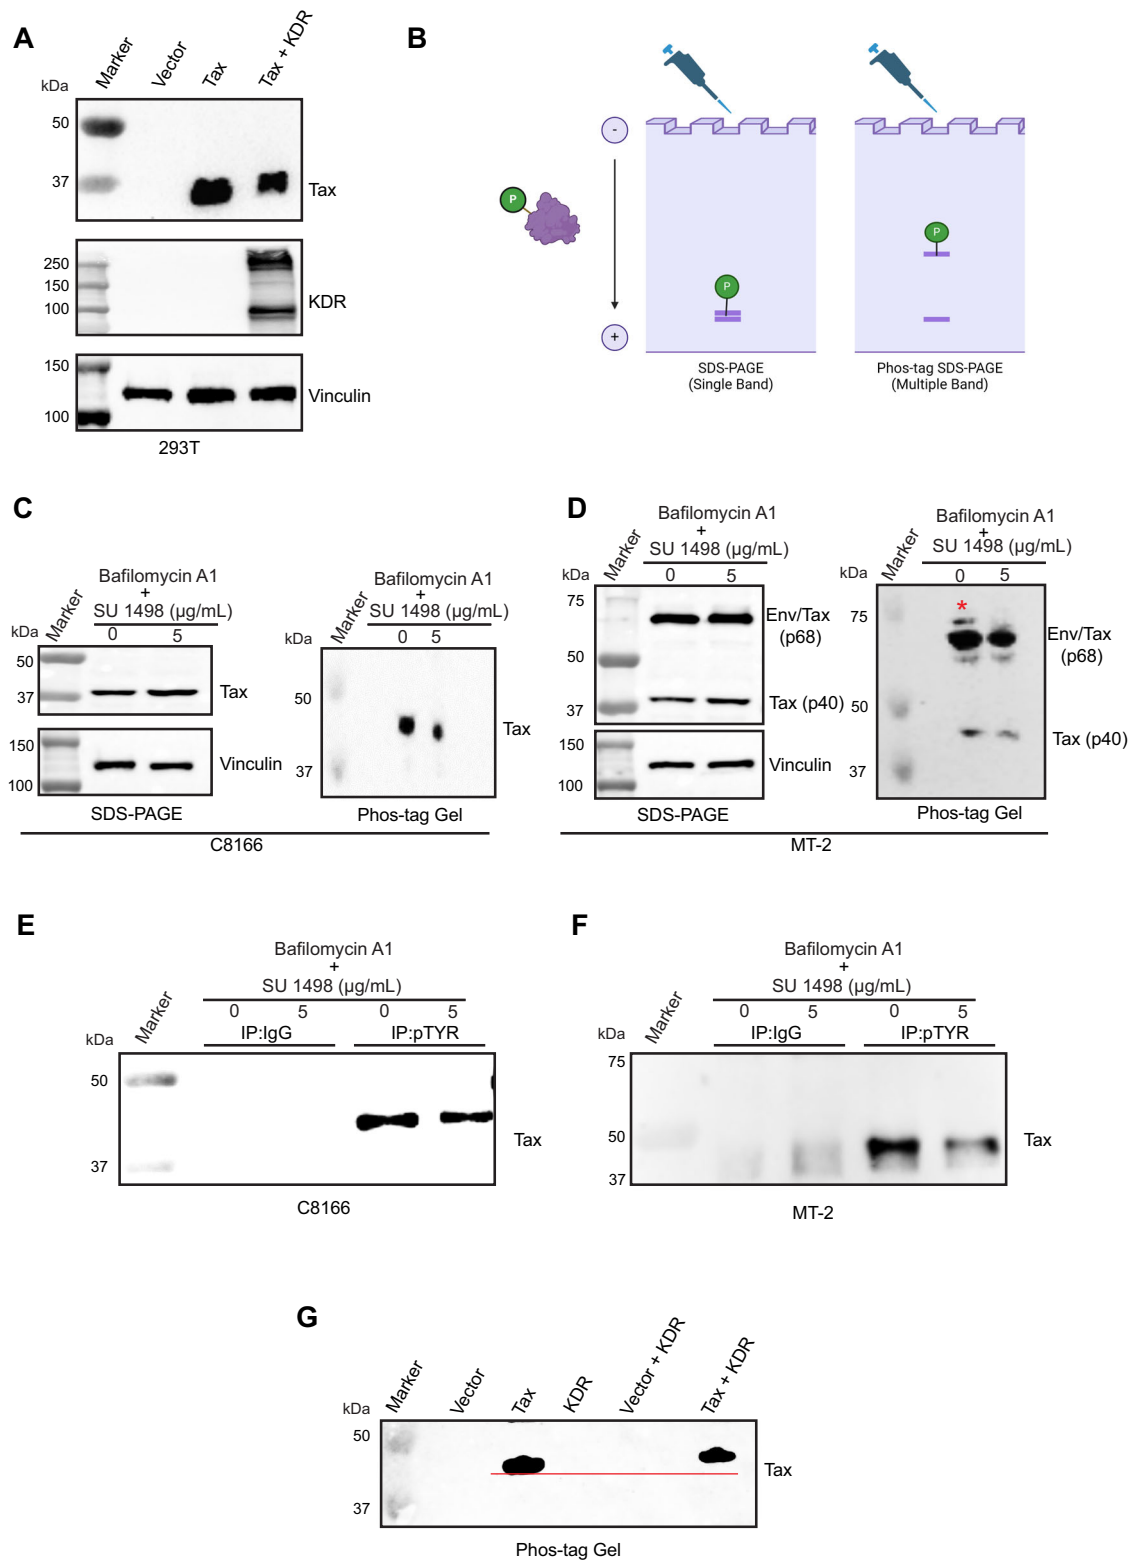 A
Marker
Vector
Tax
Tax + KDR
kDa
50
37
Tax
250
150
100
KDR
150
100
Vinculin
293T
B
-
+
P
P
P
SDS-PAGE
(Single Band)
Phos-tag SDS-PAGE
(Multiple Band)
C
Bafilomycin A1
+
SU 1498 (µg/mL)
kDa
Marker
0 5
50
37
Tax
150
100
Vinculin
SDS-PAGE
Bafilomycin A1
+
SU 1498 (µg/mL)
kDa
Marker
0 5
50
37
Tax
Phos-tag Gel
C8166
D
Bafilomycin A1
+
SU 1498 (µg/mL)
kDa
Marker
0 5
75
50
37
Env/Tax
(p68)
Tax (p40)
150
100
Vinculin
SDS-PAGE
Bafilomycin A1
+
SU 1498 (µg/mL)
kDa
Marker
0 5
*
75
50
37
Env/Tax
(p68)
Tax (p40)
Phos-tag Gel
MT-2
E
Bafilomycin A1
+
SU 1498 (µg/mL)
0 5 0 5
IP:IgG IP:pTYR
kDa
Marker
50
37
Tax
C8166
F
Bafilomycin A1
+
SU 1498 (µg/mL)
0 5 0 5
IP:IgG IP:pTYR
kDa
Marker
75
50
37
Tax
MT-2
G
Marker
Vector
Tax
KDR
Vector + KDR
Tax + KDR
kDa
50
37
Tax
Phos-tag Gel